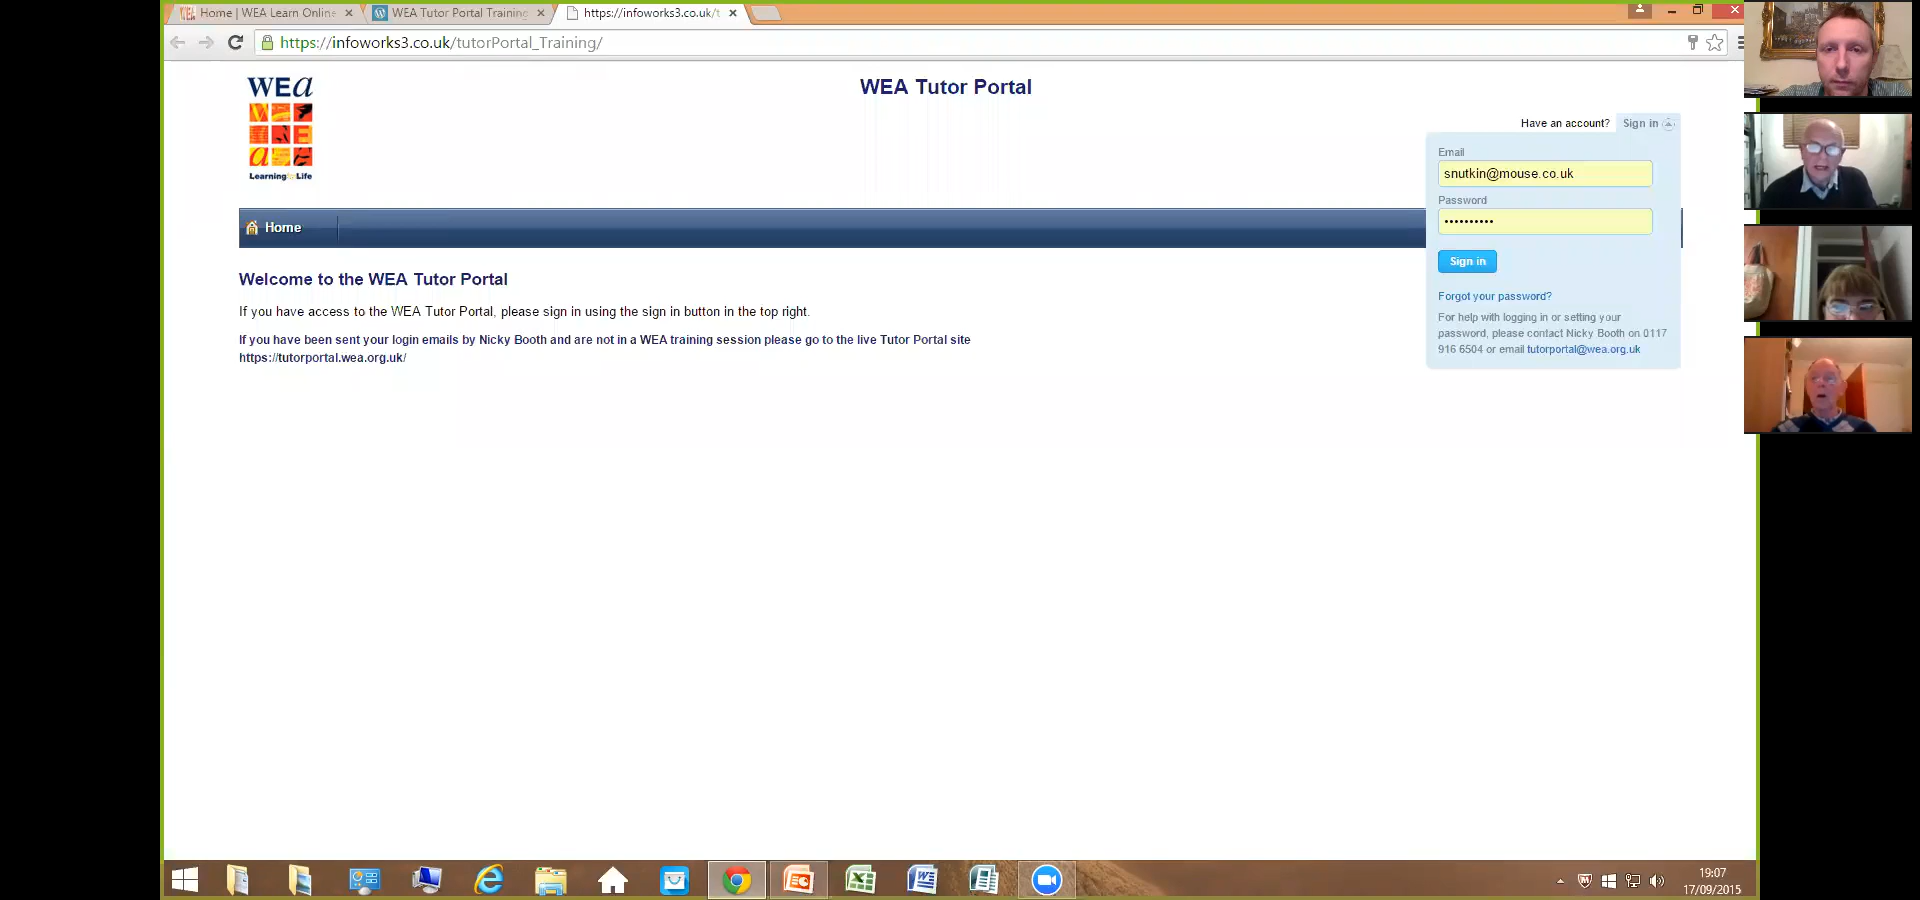 Home | WEA Learn Online
WEA Tutor Portal Training
https://infoworks3.co.uk/t
https://infoworks3.co.uk/tutorPortal_Training/
WEA
W
E
a
Learning for Life
WEA Tutor Portal
Have an account? Sign in
Email
snutkin@mouse.co.uk
Password
••••••••••
Sign in
Forgot your password?
For help with logging in or setting your
password, please contact Nicky Booth on 0117
916 6504 or email tutorportal@wea.org.uk
Home
Welcome to the WEA Tutor Portal
If you have access to the WEA Tutor Portal, please sign in using the sign in button in the top right.
If you have been sent your login emails by Nicky Booth and are not in a WEA training session please go to the live Tutor Portal site
https://tutorportal.wea.org.uk/
19:07
17/09/2015